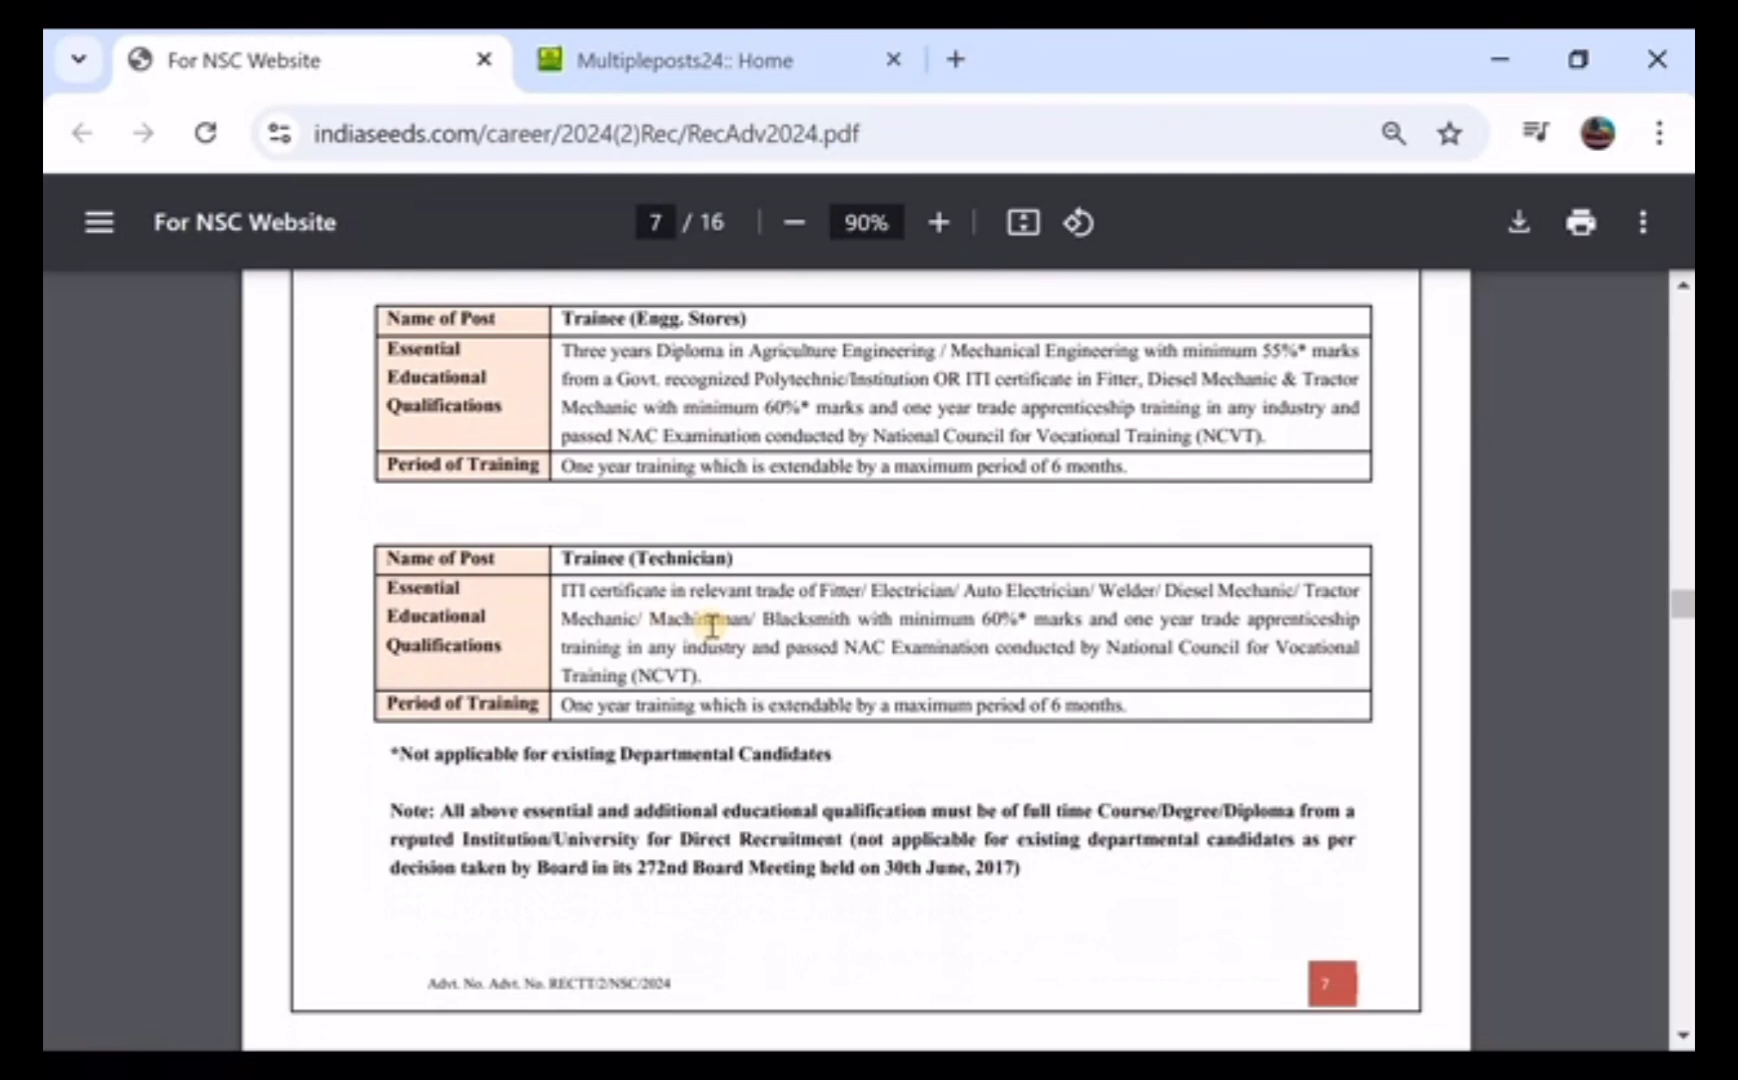 For NSC Website
Multipleposts24:: Home
indiaseeds.com/career/2024(2)Rec/RecAdv2024.pdf
For NSC Website
7 / 16
90%
Name of Post
Trainee (Engg. Stores)
Essential Educational Qualifications
Three years Diploma in Agriculture Engineering / Mechanical Engineering with minimum 55%* marks
from a Govt. recognized Polytechnic/Institution OR ITI certificate in Fitter, Diesel Mechanic & Tractor
Mechanic with minimum 60%* marks and one year trade apprenticeship training in any industry and
passed NAC Examination conducted by National Council for Vocational Training (NCVT).
Period of Training
One year training which is extendable by a maximum period of 6 months.
Name of Post
Trainee (Technician)
Essential Educational Qualifications
ITI certificate in relevant trade of Fitter/ Electrician/ Auto Electrician/ Welder/ Diesel Mechanic/ Tractor
Mechanic/ Machineman/ Blacksmith with minimum 60%* marks and one year trade apprenticeship
training in any industry and passed NAC Examination conducted by National Council for Vocational
Training (NCVT).
Period of Training
One year training which is extendable by a maximum period of 6 months.
*Not applicable for existing Departmental Candidates
Note: All above essential and additional educational qualification must be of full time Course/Degree/Diploma from a
reputed Institution/University for Direct Recruitment (not applicable for existing departmental candidates as per
decision taken by Board in its 272nd Board Meeting held on 30th June, 2017)
Advt. No. Advt. No. RECTT/2/NSC/2024
7